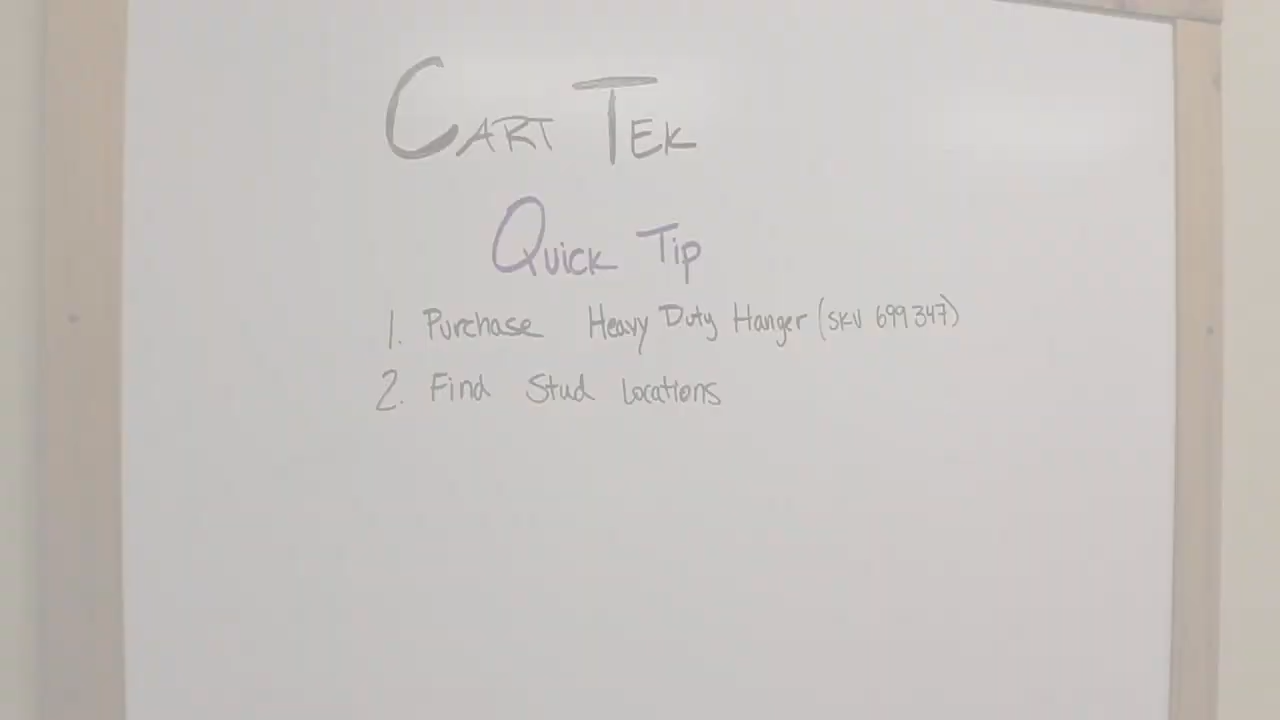 Cart Tek
Quick Tip
1. Purchase Heavy Duty Hanger (SKU 699347)
2. Find Stud Locations